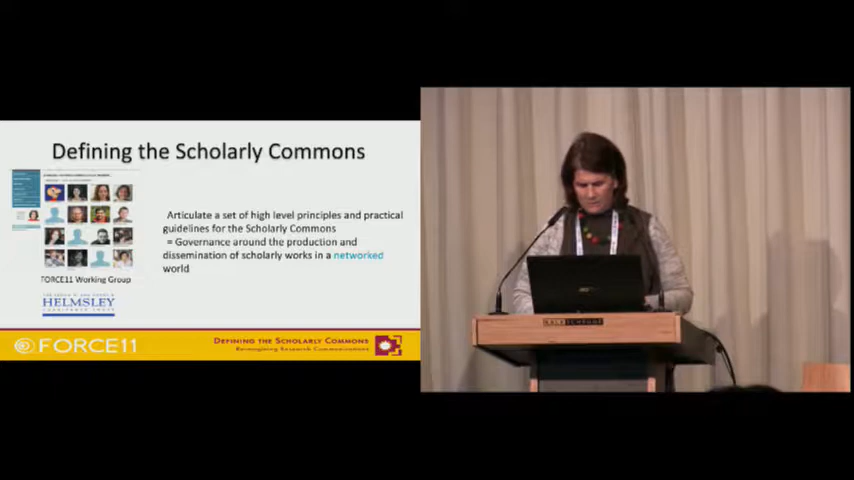 Defining the Scholarly Commons
Articulate a set of high level principles and practical
guidelines for the Scholarly Commons
= Governance around the production and
dissemination of scholarly works in a networked
world
FORCE11 Working Group
HELMSLEY
CHARITABLE TRUST
FORCE11
DEFINING THE SCHOLARLY COMMONS
Reimagining Research Communications